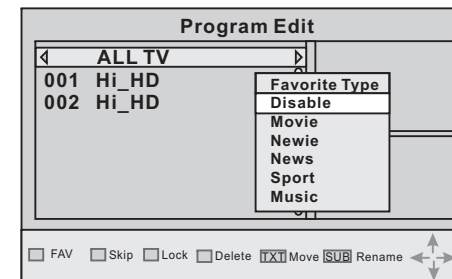 Program Edit
ALL TV
001 Hi_HD
002 Hi_HD
Favorite Type
Disable
Movie
Newie
News
Sport
Music
FAV Skip Lock Delete TXT Move SUB Rename